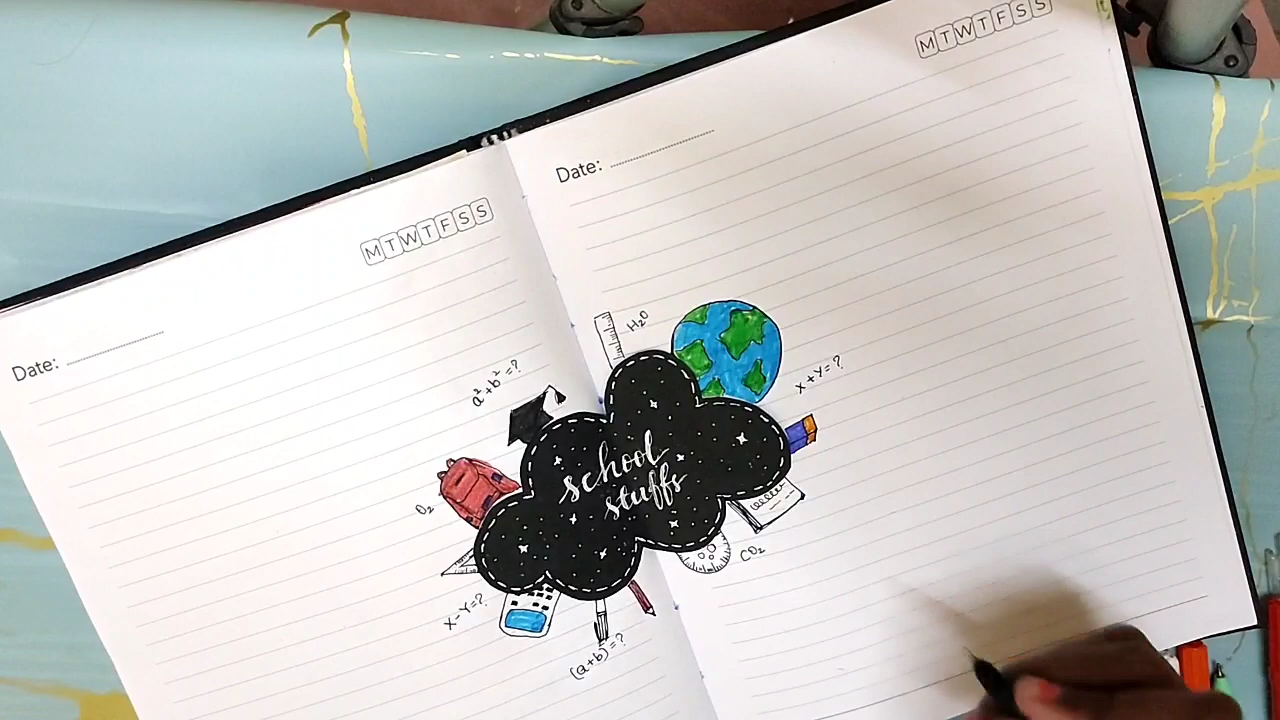 M T W T F S S
Date:
M T W T F S S
Date:
H₂O
a² + b² = ?
X + Y = ?
school
stuffs
O₂
CO₂
X - Y = ?
(a+b) = ?